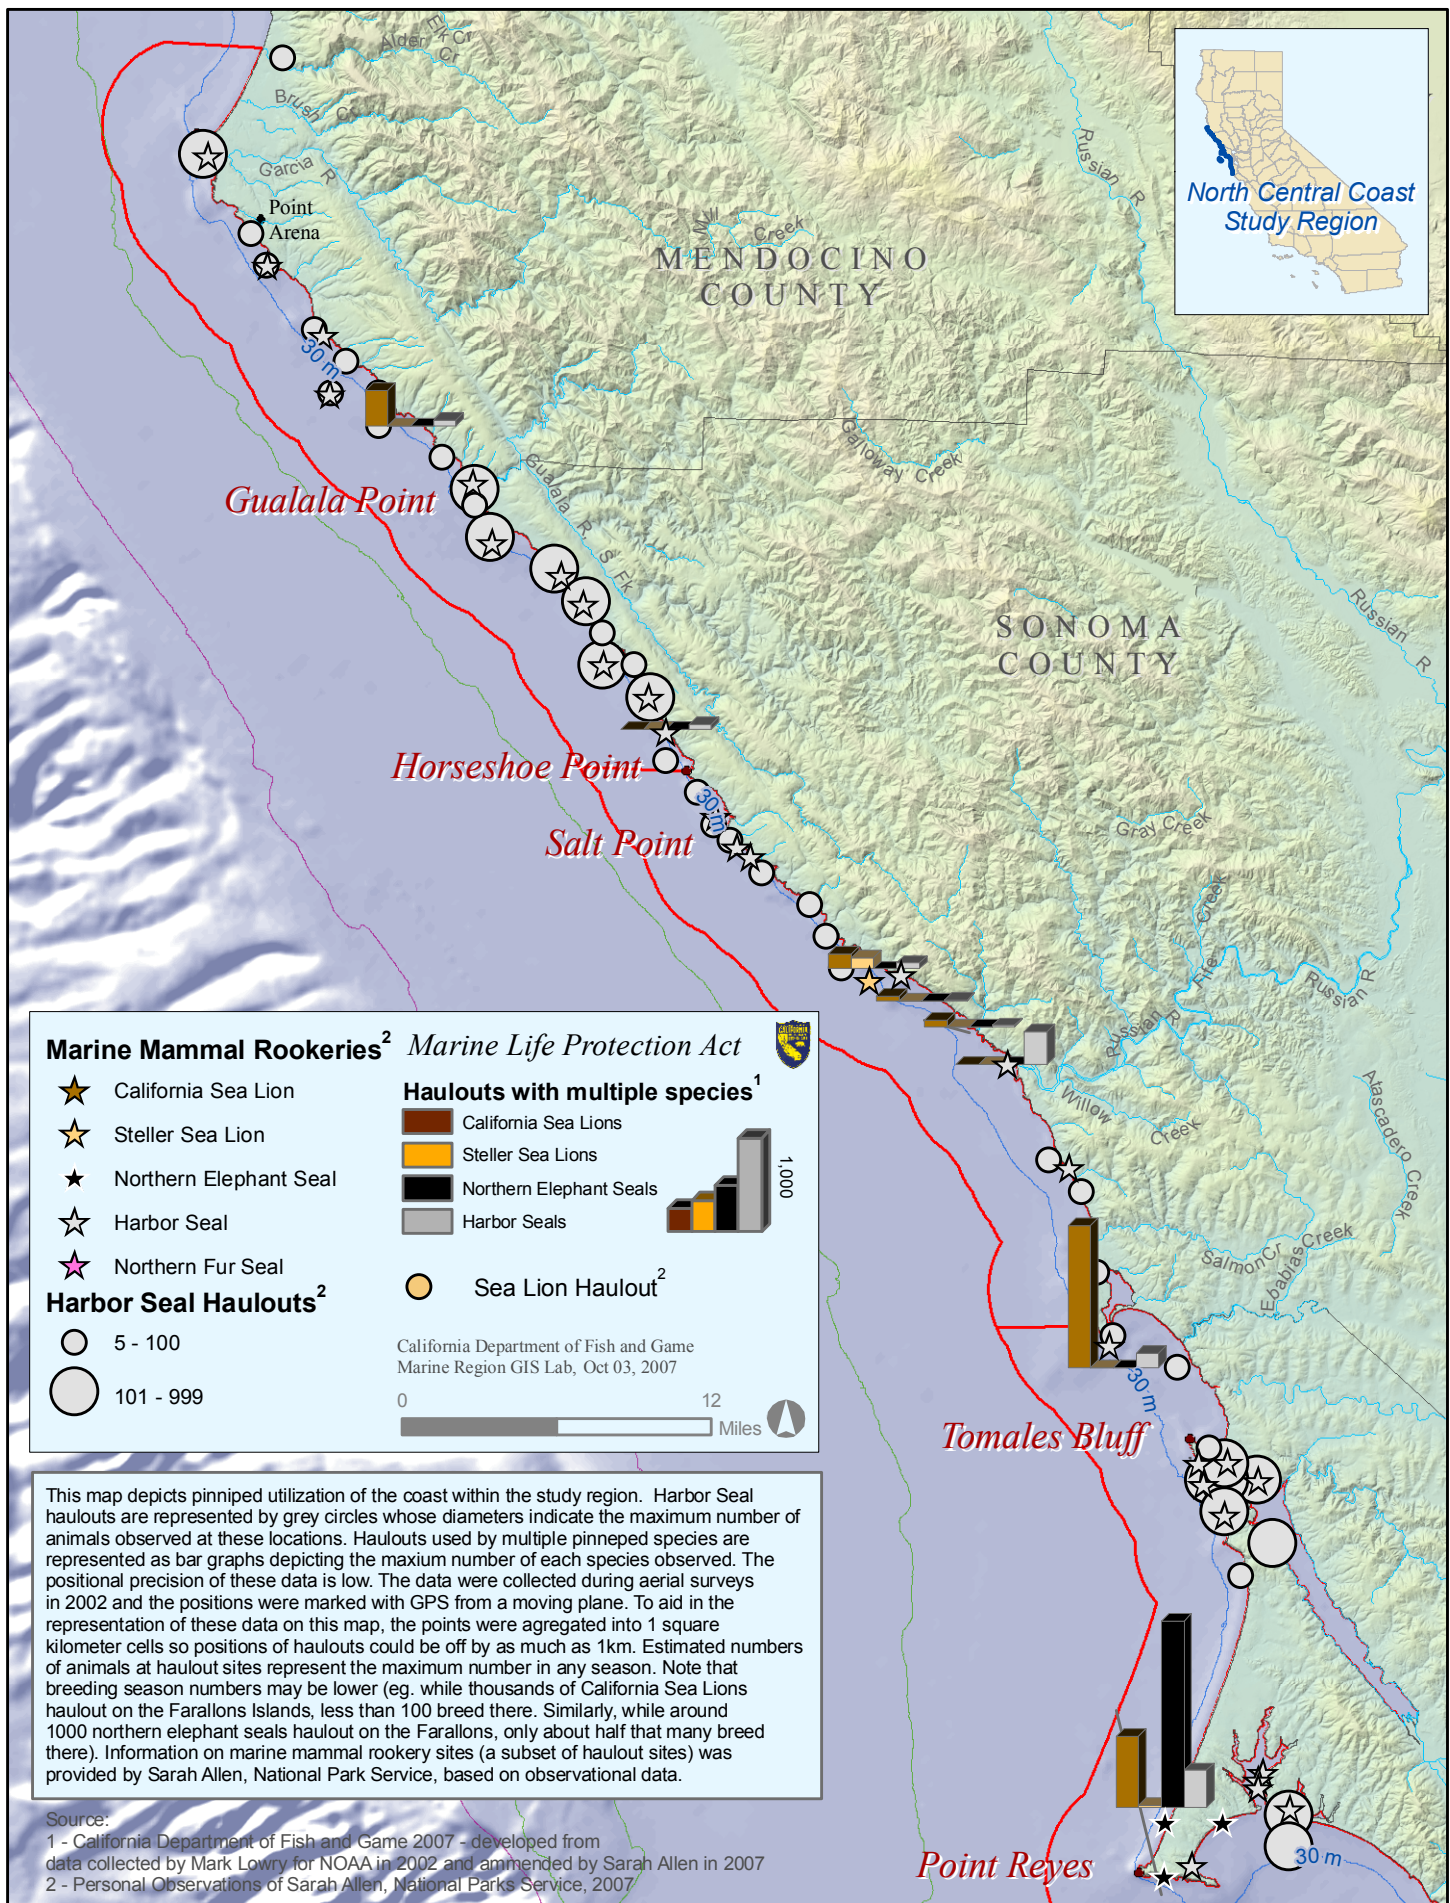 Elk Cr
Alder Cr
Brush Cr
Garcia R
Point
Arena
Mill Creek
Russian R
MENDOCINO
COUNTY
North Central Coast
Study Region
30 m
Galloway Creek
Gualala Point
Gualala R S Fk
SONOMA
COUNTY
Russian R
Horseshoe Point
30 m
Salt Point
Gray Creek
Fife Creek
Russian R
Russian R
Willow Creek
Atascadero Creek
Salmon Cr
Ebabias Creek
30 m
Tomales Bluff
Point Reyes
30 m
Marine Mammal Rookeries2
California Sea Lion
Steller Sea Lion
Northern Elephant Seal
Harbor Seal
Northern Fur Seal
Harbor Seal Haulouts2
5 - 100
101 - 999
Marine Life Protection Act
CALIFORNIA
Haulouts with multiple species1
California Sea Lions
Steller Sea Lions
Northern Elephant Seals
Harbor Seals
1,000
Sea Lion Haulout2
California Department of Fish and Game
Marine Region GIS Lab, Oct 03, 2007
0 12
Miles
This map depicts pinniped utilization of the coast within the study region. Harbor Seal
haulouts are represented by grey circles whose diameters indicate the maximum number of
animals observed at these locations. Haulouts used by multiple pinneped species are
represented as bar graphs depicting the maxium number of each species observed. The
positional precision of these data is low. The data were collected during aerial surveys
in 2002 and the positions were marked with GPS from a moving plane. To aid in the
representation of these data on this map, the points were agregated into 1 square
kilometer cells so positions of haulouts could be off by as much as 1km. Estimated numbers
of animals at haulout sites represent the maximum number in any season. Note that
breeding season numbers may be lower (eg. while thousands of California Sea Lions
haulout on the Farallons Islands, less than 100 breed there. Similarly, while around
1000 northern elephant seals haulout on the Farallons, only about half that many breed
there). Information on marine mammal rookery sites (a subset of haulout sites) was
provided by Sarah Allen, National Park Service, based on observational data.
Source:
1 - California Department of Fish and Game 2007 - developed from
data collected by Mark Lowry for NOAA in 2002 and ammended by Sarah Allen in 2007
2 - Personal Observations of Sarah Allen, National Parks Service, 2007